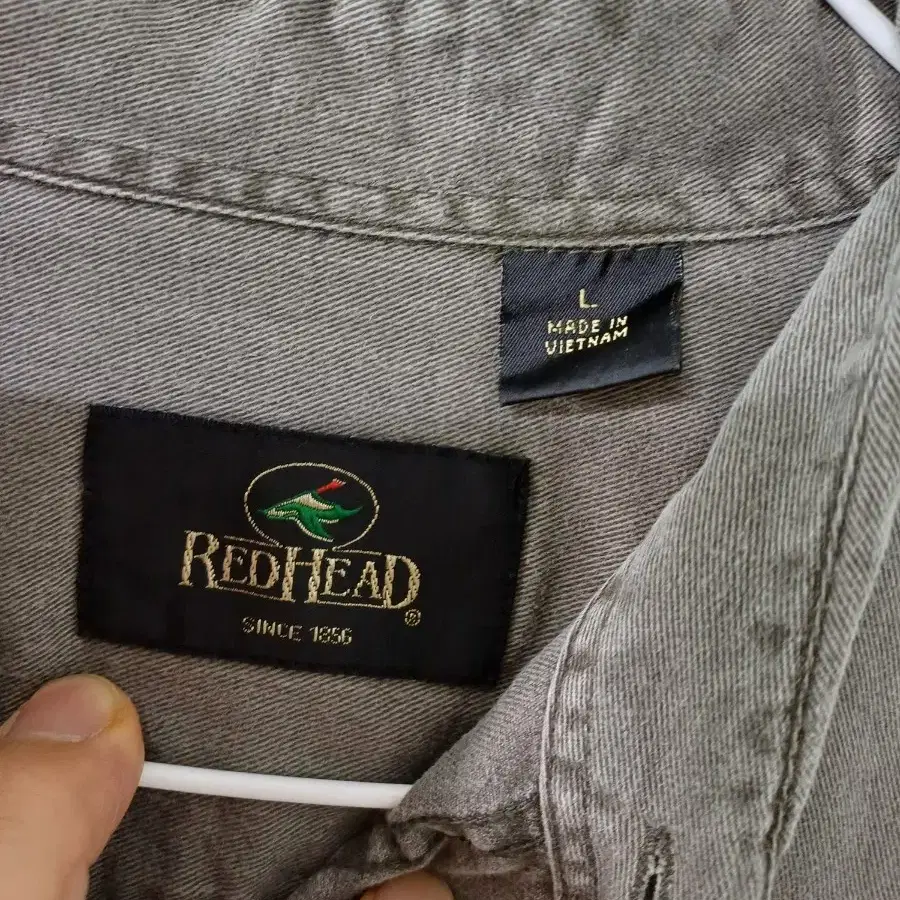 L
MADE IN
VIETNAM
REDHEAD®
SINCE 1856